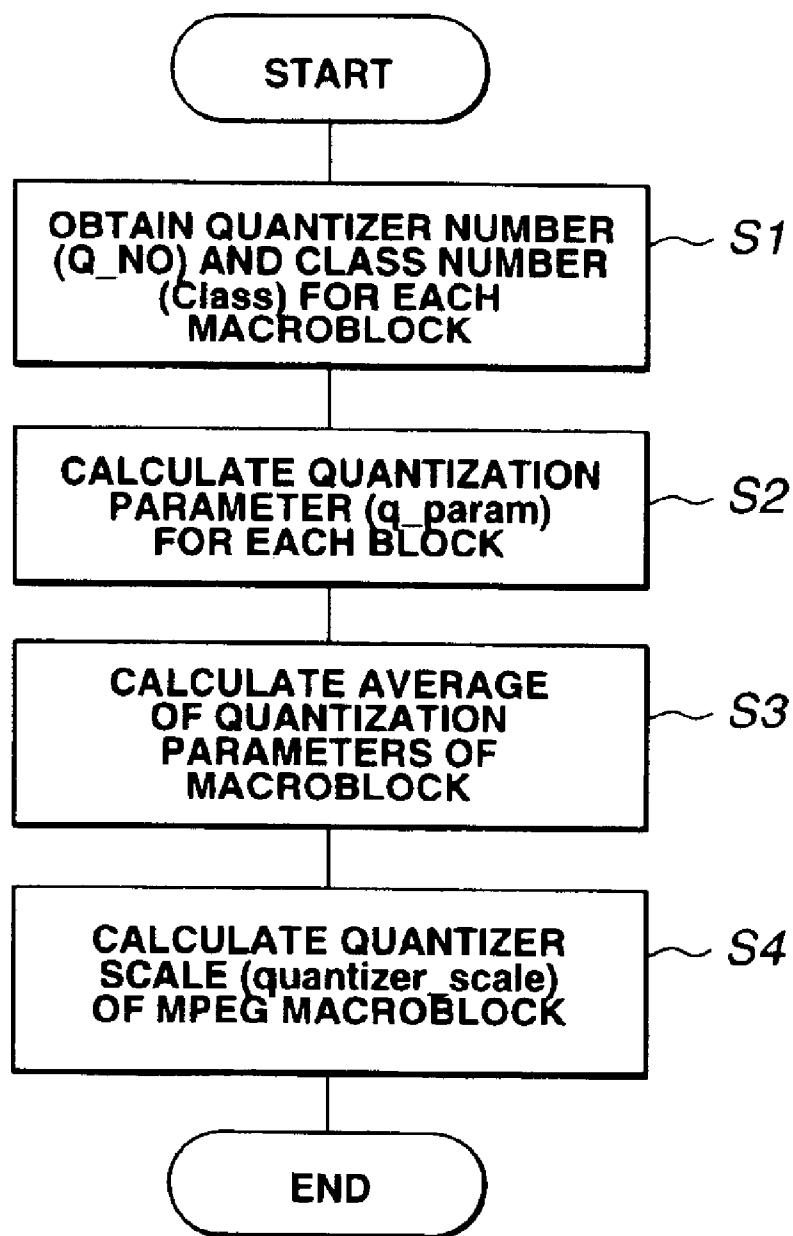 START
OBTAIN QUANTIZER NUMBER
(Q_NO) AND CLASS NUMBER
(Class) FOR EACH
MACROBLOCK
S1
CALCULATE QUANTIZATION
PARAMETER (q_param)
FOR EACH BLOCK
S2
CALCULATE AVERAGE
OF QUANTIZATION
PARAMETERS OF
MACROBLOCK
S3
CALCULATE QUANTIZER
SCALE (quantizer_scale)
OF MPEG MACROBLOCK
S4
END